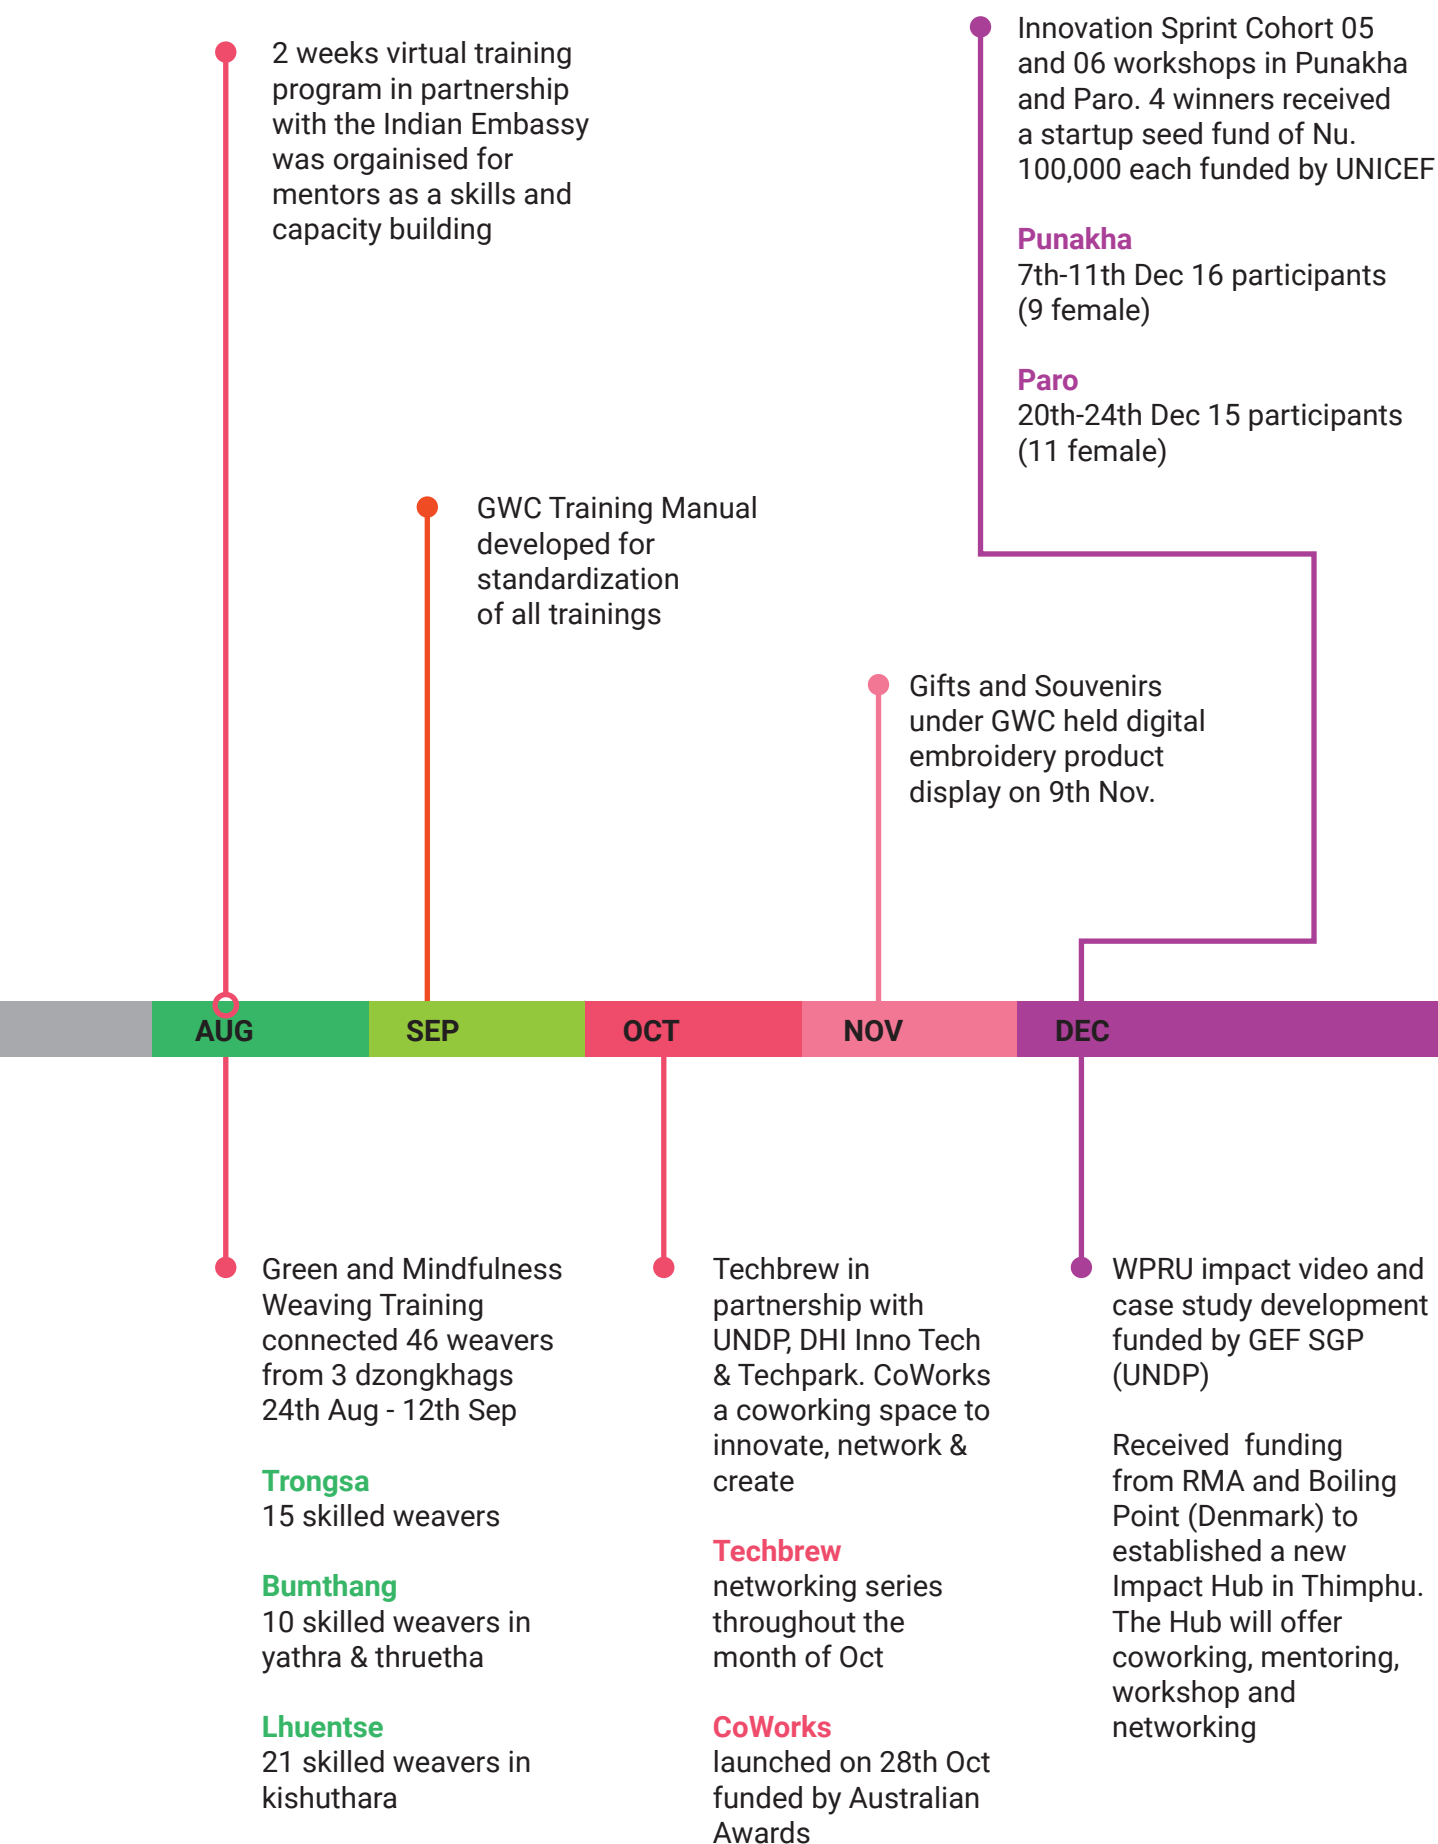 2 weeks virtual training
program in partnership
with the Indian Embassy
was orgainised for
mentors as a skills and
capacity building
Innovation Sprint Cohort 05
and 06 workshops in Punakha
and Paro. 4 winners received
a startup seed fund of Nu.
100,000 each funded by UNICEF
Punakha
7th-11th Dec 16 participants
(9 female)
Paro
20th-24th Dec 15 participants
(11 female)
GWC Training Manual
developed for
standardization
of all trainings
Gifts and Souvenirs
under GWC held digital
embroidery product
display on 9th Nov.
AUG SEP OCT NOV DEC
Green and Mindfulness
Weaving Training
connected 46 weavers
from 3 dzongkhags
24th Aug - 12th Sep
Trongsa
15 skilled weavers
Bumthang
10 skilled weavers in
yathra & thruetha
Lhuentse
21 skilled weavers in
kishuthara
Techbrew in
partnership with
UNDP, DHI Inno Tech
& Techpark. CoWorks
a coworking space to
innovate, network &
create
Techbrew
networking series
throughout the
month of Oct
CoWorks
launched on 28th Oct
funded by Australian
Awards
WPRU impact video and
case study development
funded by GEF SGP
(UNDP)
Received  funding
from RMA and Boiling
Point (Denmark) to
established a new
Impact Hub in Thimphu.
The Hub will offer
coworking, mentoring,
workshop and
networking